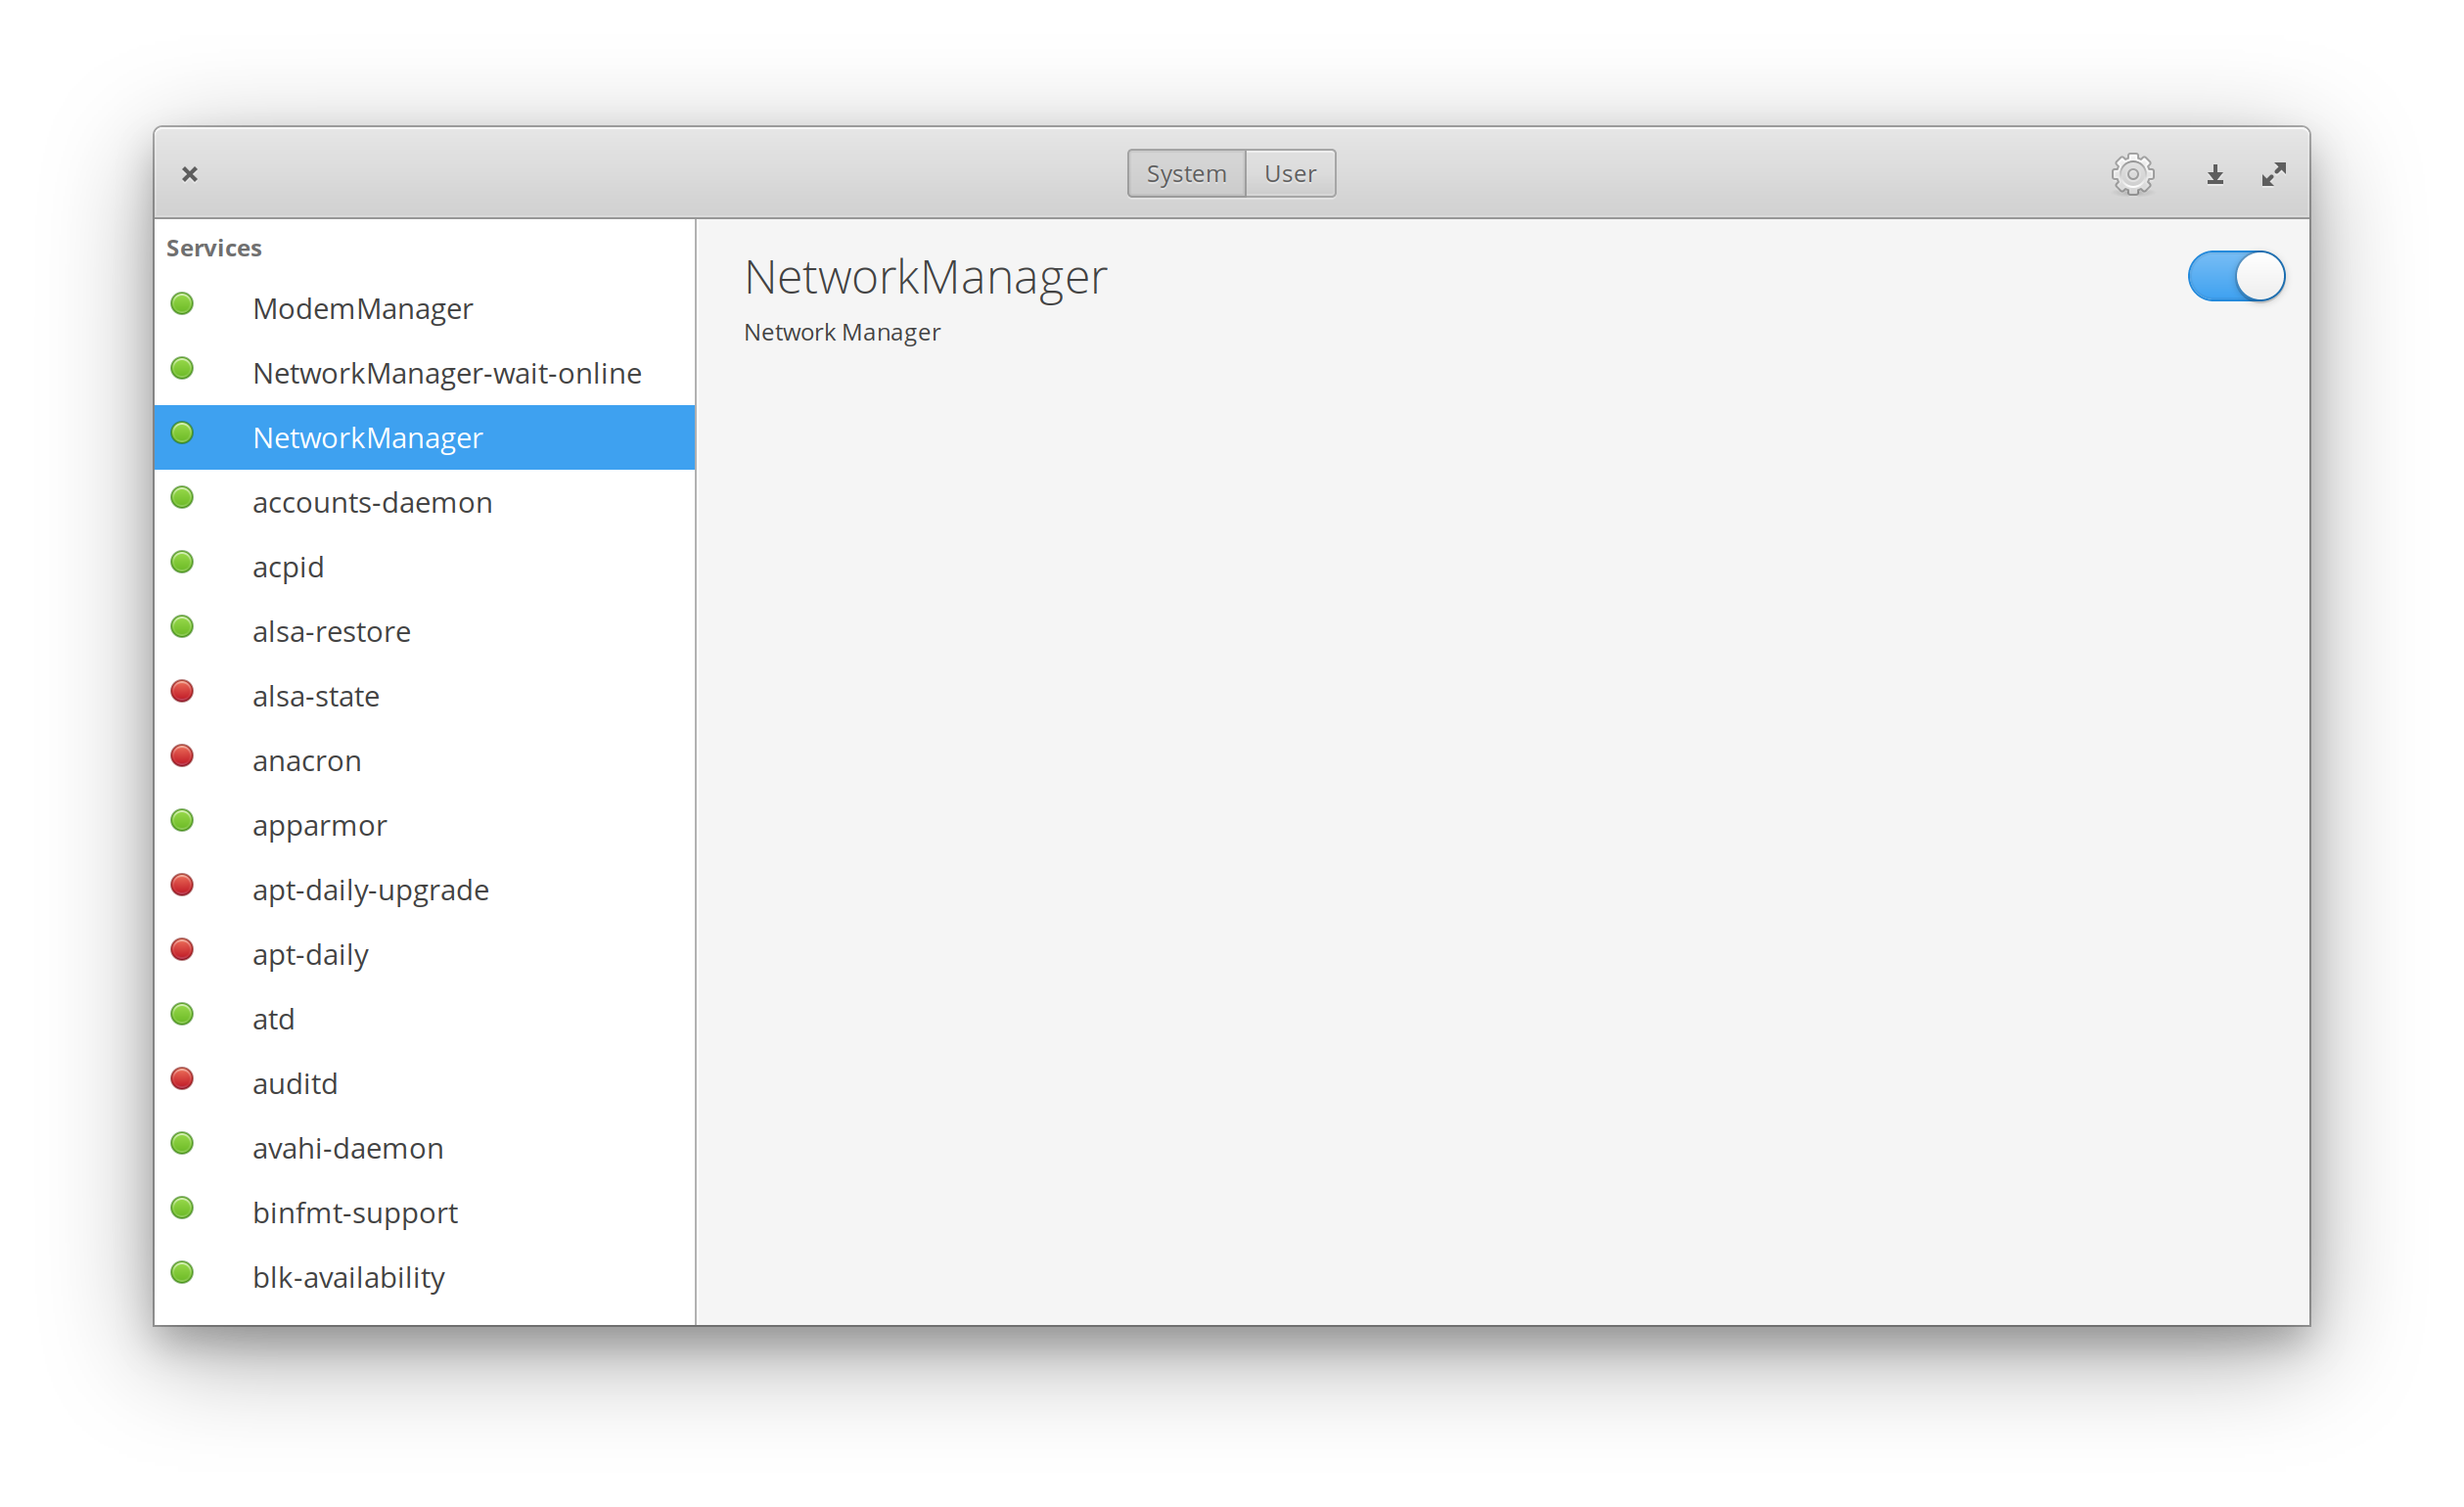 System User
Services
ModemManager
NetworkManager-wait-online
NetworkManager
accounts-daemon
acpid
alsa-restore
alsa-state
anacron
apparmor
apt-daily-upgrade
apt-daily
atd
auditd
avahi-daemon
binfmt-support
blk-availability
NetworkManager
Network Manager